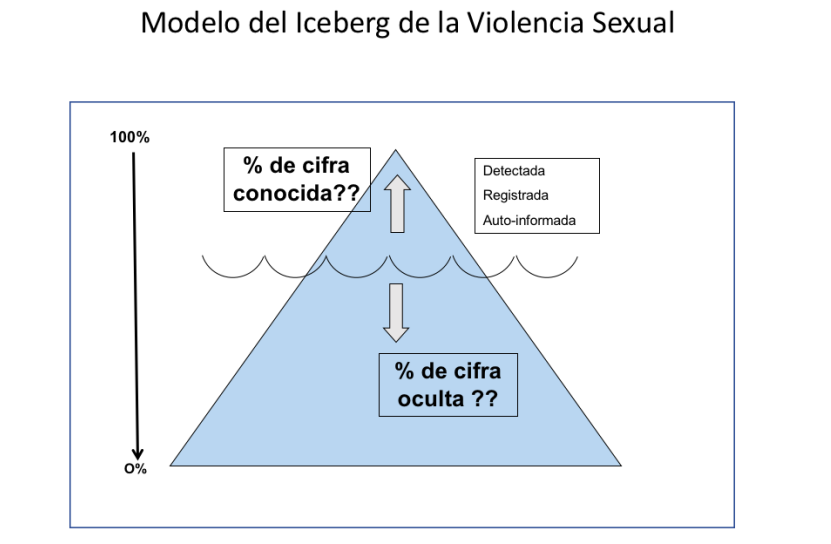 Modelo del Iceberg de la Violencia Sexual
100%
% de cifra
conocida??
Detectada
Registrada
Auto-informada
% de cifra
oculta ??
O%